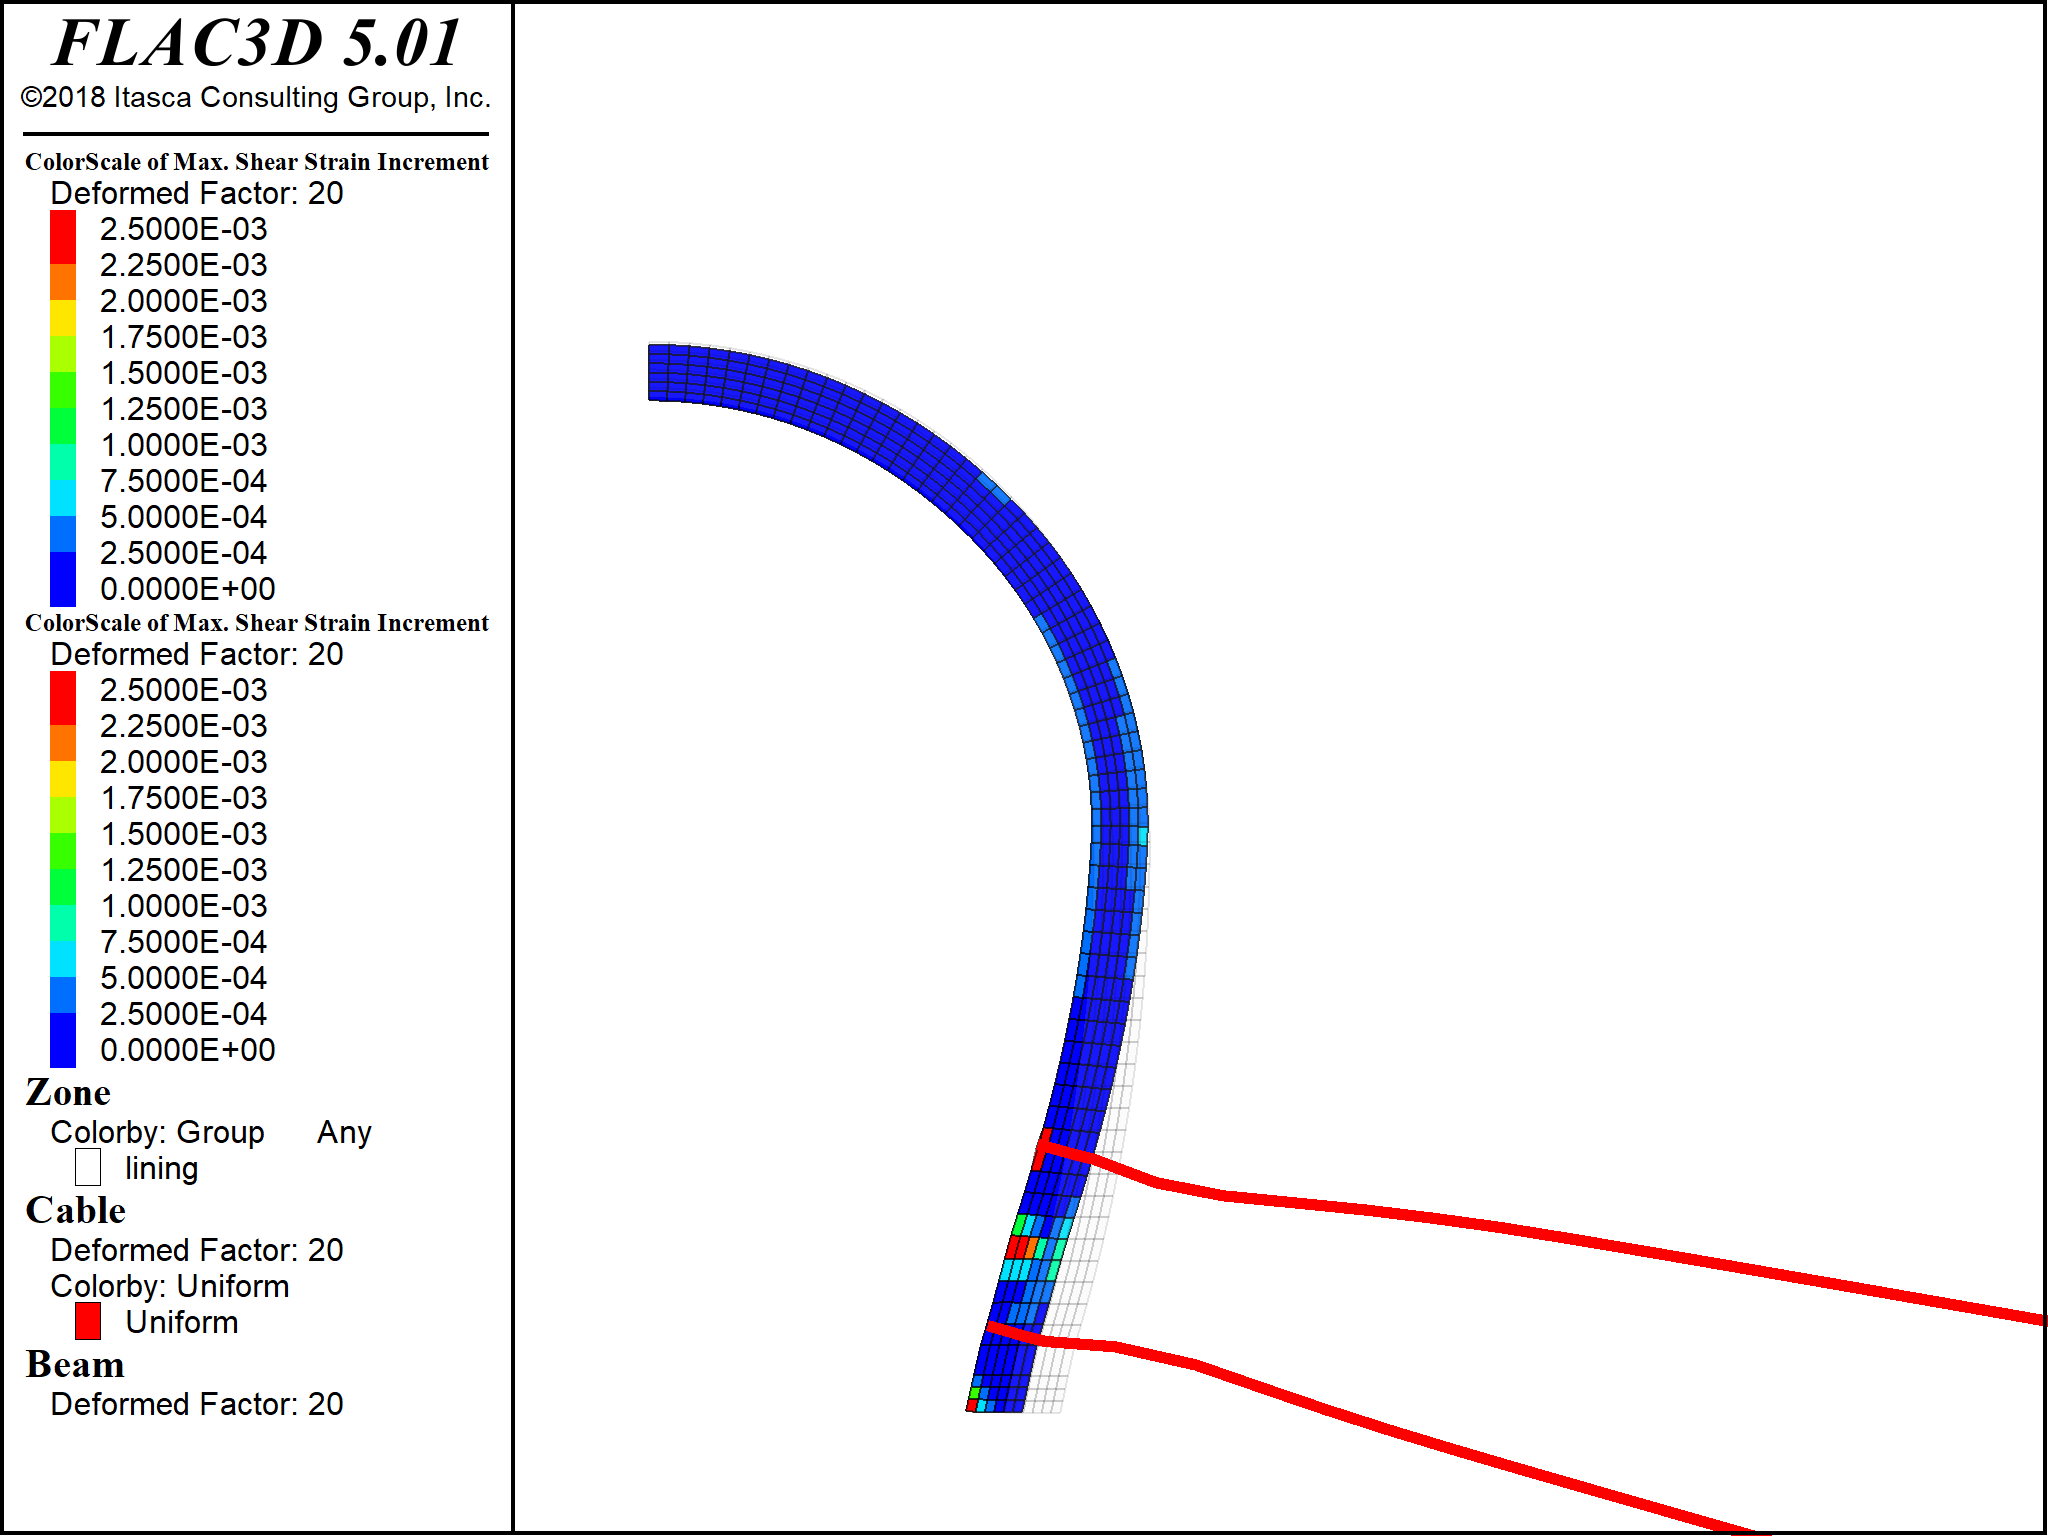 FLAC3D 5.01
©2018 Itasca Consulting Group, Inc.
ColorScale of Max. Shear Strain Increment
Deformed Factor: 20
2.5000E-03
2.2500E-03
2.0000E-03
1.7500E-03
1.5000E-03
1.2500E-03
1.0000E-03
7.5000E-04
5.0000E-04
2.5000E-04
0.0000E+00
ColorScale of Max. Shear Strain Increment
Deformed Factor: 20
2.5000E-03
2.2500E-03
2.0000E-03
1.7500E-03
1.5000E-03
1.2500E-03
1.0000E-03
7.5000E-04
5.0000E-04
2.5000E-04
0.0000E+00
Zone
Colorby: Group Any
lining
Cable
Deformed Factor: 20
Colorby: Uniform
Uniform
Beam
Deformed Factor: 20